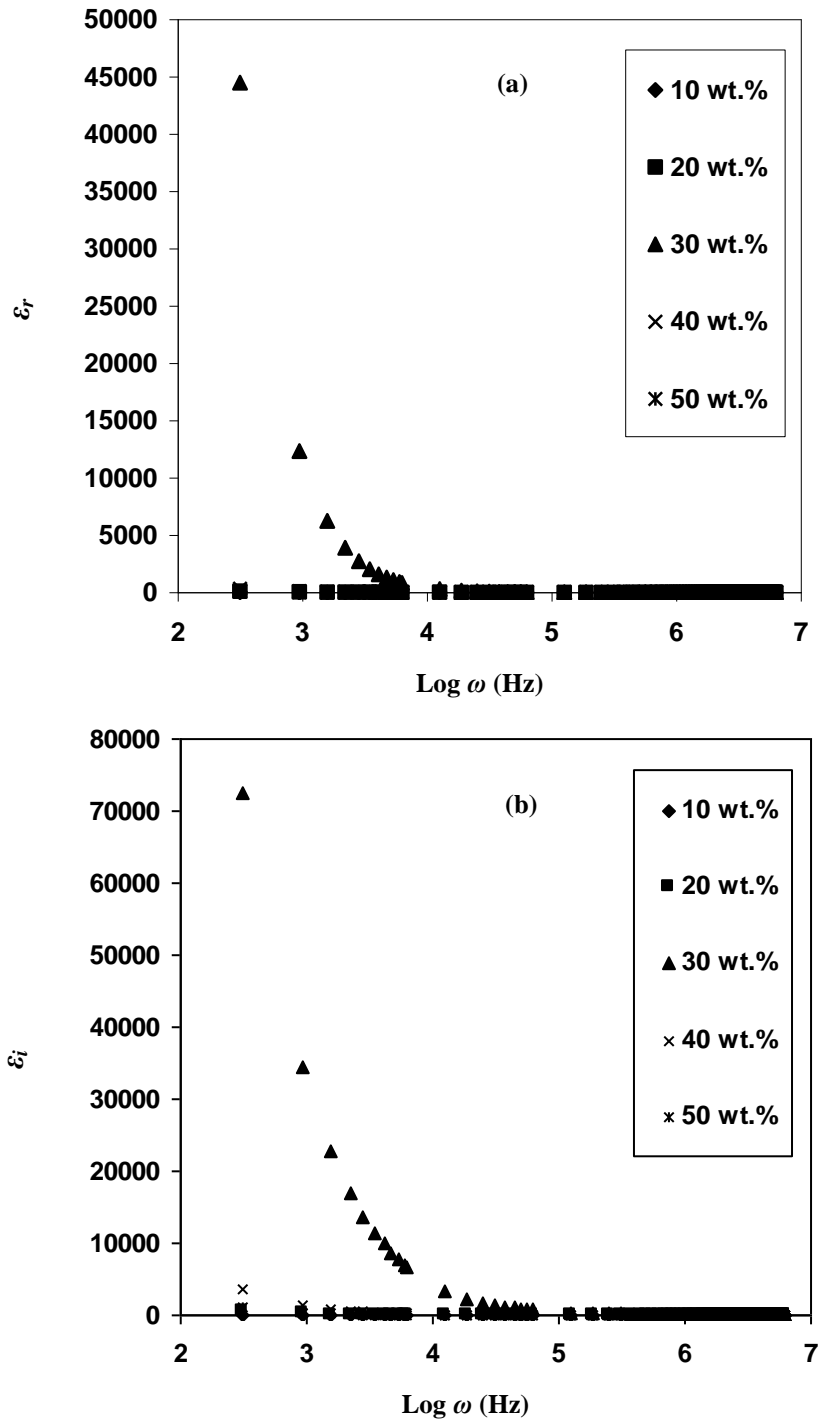 50000
45000
40000
35000
30000
25000
20000
15000
10000
5000
0
εr
(a)
10 wt.%
20 wt.%
30 wt.%
40 wt.%
50 wt.%
2 3 4 5 6 7
Log ω (Hz)
80000
70000
60000
50000
40000
30000
20000
10000
0
εi
(b)
10 wt.%
20 wt.%
30 wt.%
40 wt.%
50 wt.%
2 3 4 5 6 7
Log ω (Hz)